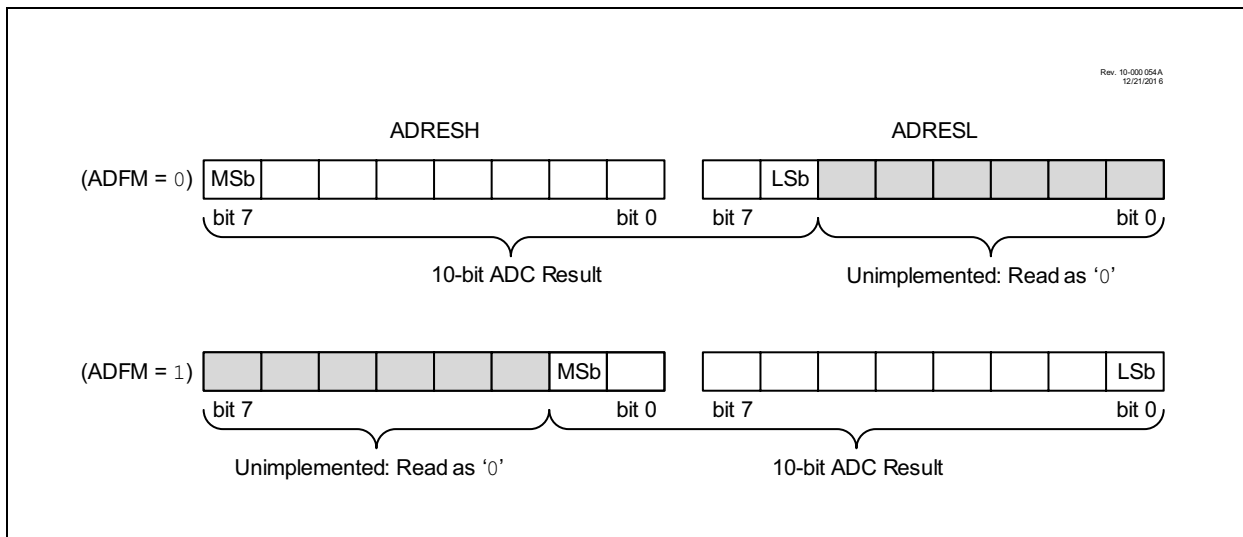 Rev. 10-000 054A
12/21/201 6
ADRESH ADRESL
(ADFM = 0) MSb LSb
bit 7 bit 0 bit 7 bit 0
10-bit ADC Result Unimplemented: Read as ‘0’
(ADFM = 1) MSb LSb
bit 7 bit 0 bit 7 bit 0
Unimplemented: Read as ‘0’ 10-bit ADC Result